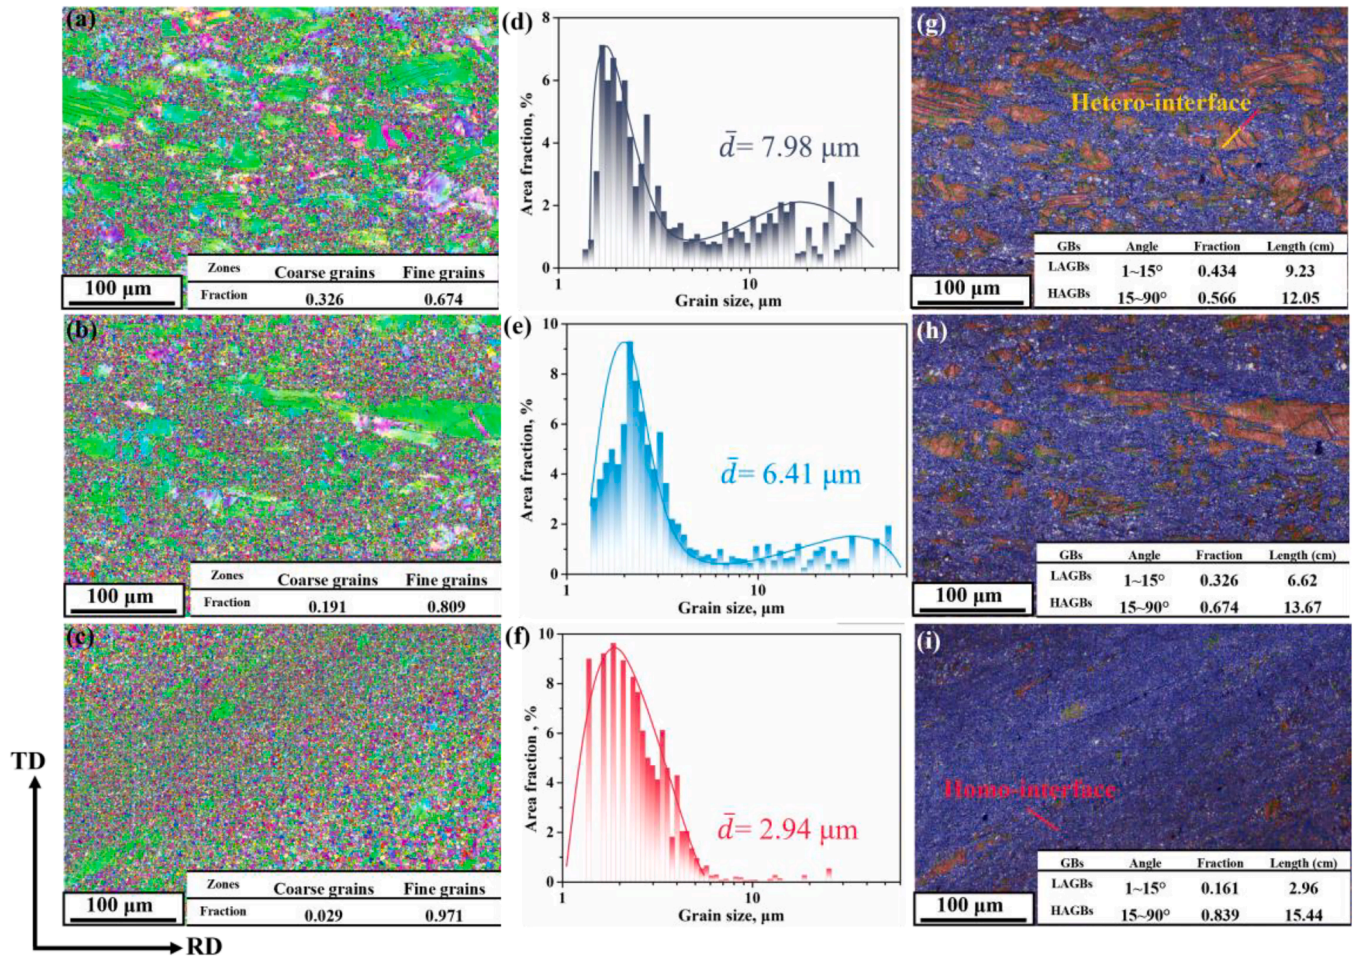 (a)
Zones Coarse grains Fine grains
Fraction 0.326 0.674
100 μm
(d)
8
6
4
2
0
Area fraction, %
d̄= 7.98 μm
1 10
Grain size, μm
(g)
Hetero-interface
GBs Angle Fraction Length (cm)
LAGBs 1~15° 0.434 9.23
HAGBs 15~90° 0.566 12.05
100 μm
(b)
Zones Coarse grains Fine grains
Fraction 0.191 0.809
100 μm
(e)
10
8
6
4
2
0
Area fraction, %
d̄= 6.41 μm
1 10
Grain size, μm
(h)
GBs Angle Fraction Length (cm)
LAGBs 1~15° 0.326 6.62
HAGBs 15~90° 0.674 13.67
100 μm
(c)
Zones Coarse grains Fine grains
Fraction 0.029 0.971
100 μm
(f)
10
8
6
4
2
0
Area fraction , %
d̄= 2.94 μm
1 10
Grain size, μm
(i)
Homo-interface
GBs Angle Fraction Length (cm)
LAGBs 1~15° 0.161 2.96
HAGBs 15~90° 0.839 15.44
100 μm
TD
RD